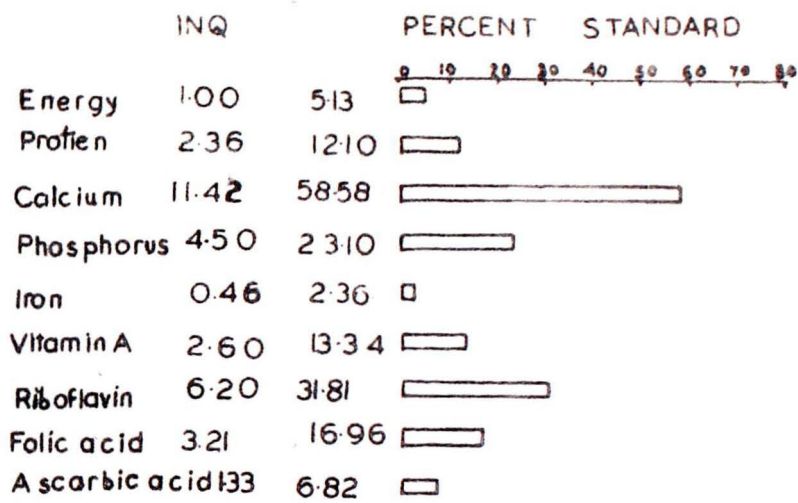 INQ PERCENT STANDARD
0 10 20 30 40 50 60 70 80
Energy 1.00 5.13
Protien 2.36 12.10
Calcium 11.42 58.58
Phosphorus 4.50 23.10
Iron 0.46 2.36
Vitamin A 2.60 13.34
Riboflavin 6.20 31.81
Folic acid 3.21 16.96
Ascarbic acid 1.33 6.82